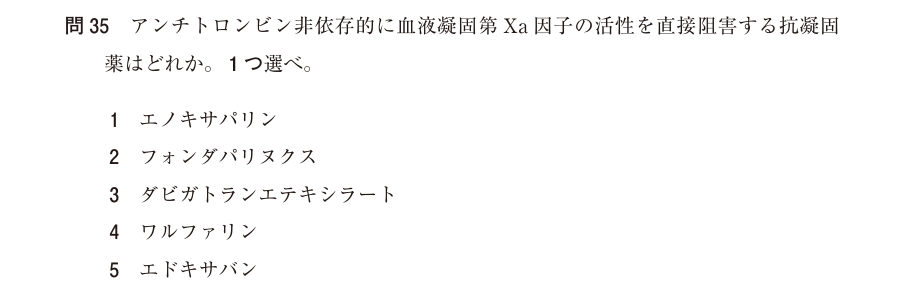 問35　アンチトロンビン非依存的に血液凝固第 Xa 因子の活性を直接阻害する抗凝固
薬はどれか。1つ選べ。
1　エノキサパリン
2　フォンダパリヌクス
3　ダビガトランエテキシラート
4　ワルファリン
5　エドキサバン